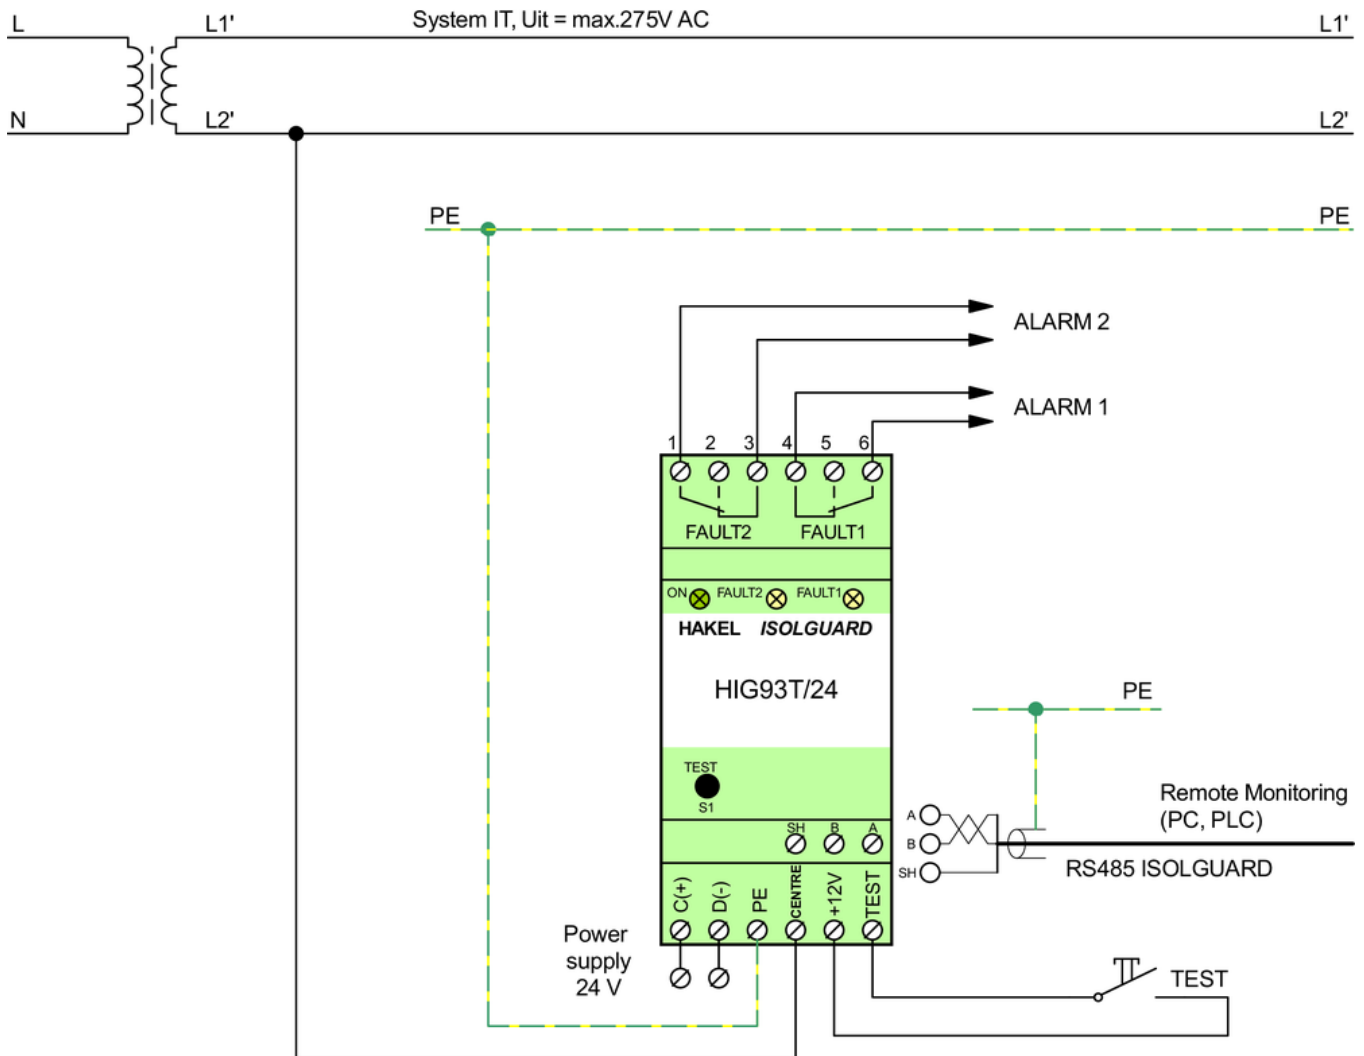 L L1' System IT, Uit = max.275V AC L1'
N L2' L2'
PE PE
ALARM 2
ALARM 1
1 2 3 4 5 6
FAULT2 FAULT1
ON FAULT2 FAULT1
HAKEL ISOLGUARD
HIG93T/24
PE
TEST
S1
Remote Monitoring
(PC, PLC)
A
B
SH
SH B A
RS485 ISOLGUARD
C(+) D(-) PE CENTRE +12V TEST
Power
supply
24 V
TEST